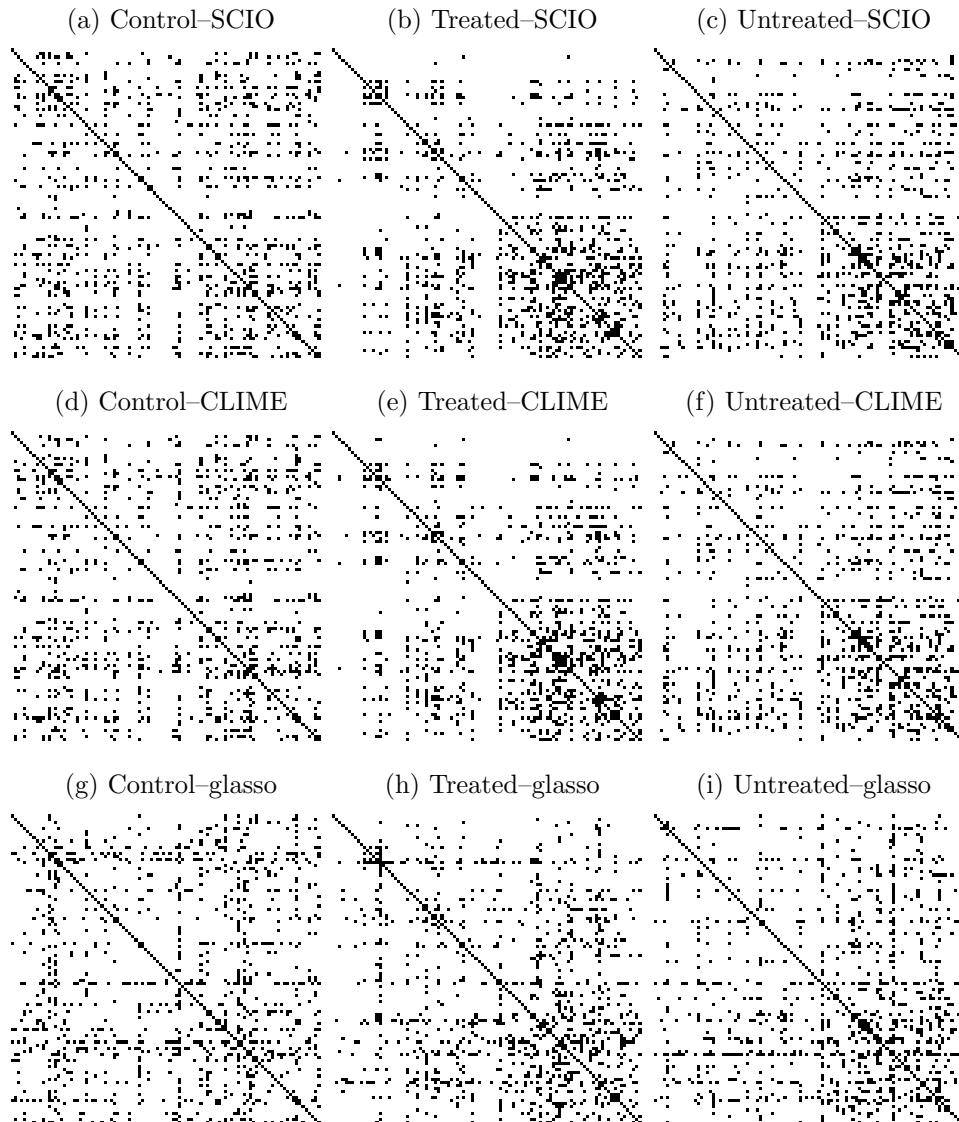 (a) Control–SCIO (b) Treated–SCIO (c) Untreated–SCIO
(d) Control–CLIME (e) Treated–CLIME (f) Untreated–CLIME
(g) Control–glasso (h) Treated–glasso (i) Untreated–glasso